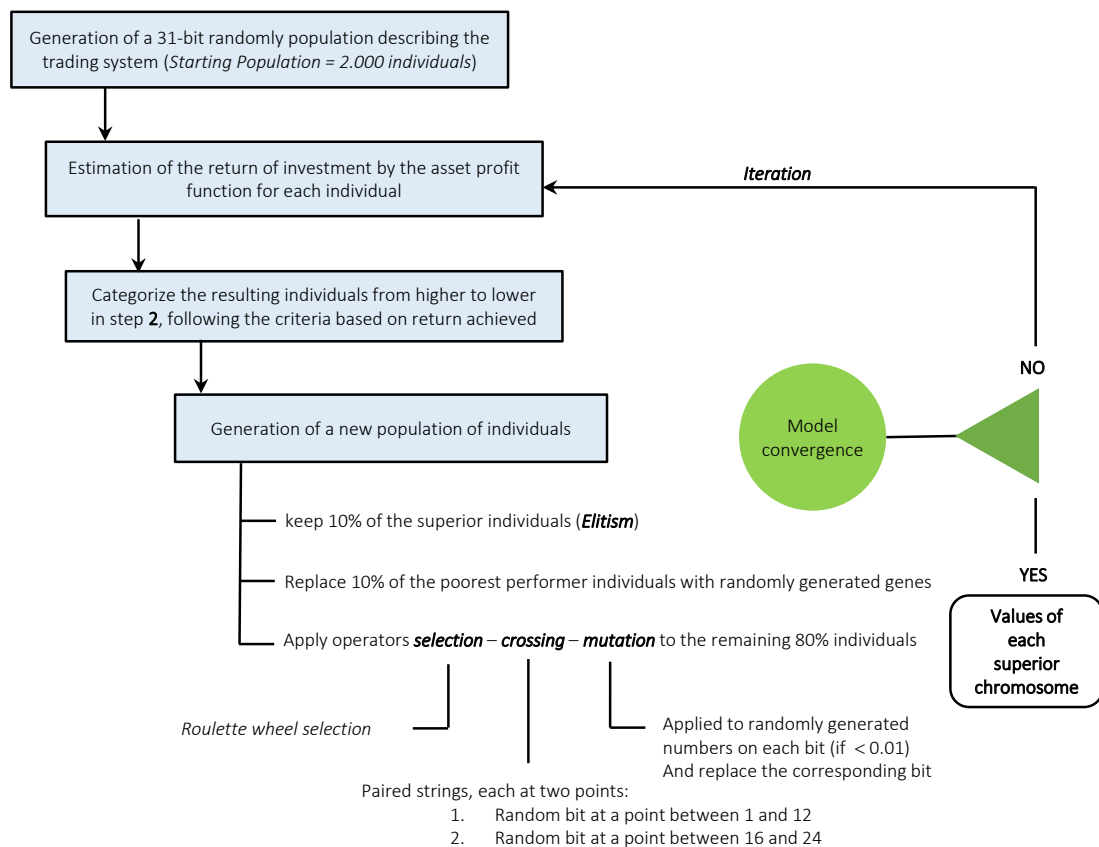 Generation of a 31-bit randomly population describing the
trading system (Starting Population = 2.000 individuals)
Estimation of the return of investment by the asset profit
function for each individual
Iteration
Categorize the resulting individuals from higher to lower
in step 2, following the criteria based on return achieved
NO
Generation of a new population of individuals
Model
convergence
keep 10% of the superior individuals (Elitism)
Replace 10% of the poorest performer individuals with randomly generated genes
YES
Apply operators selection – crossing – mutation to the remaining 80% individuals
Values of
each
superior
chromosome
Roulette wheel selection
Applied to randomly generated
numbers on each bit (if < 0.01)
And replace the corresponding bit
Paired strings, each at two points:
1. Random bit at a point between 1 and 12
2. Random bit at a point between 16 and 24